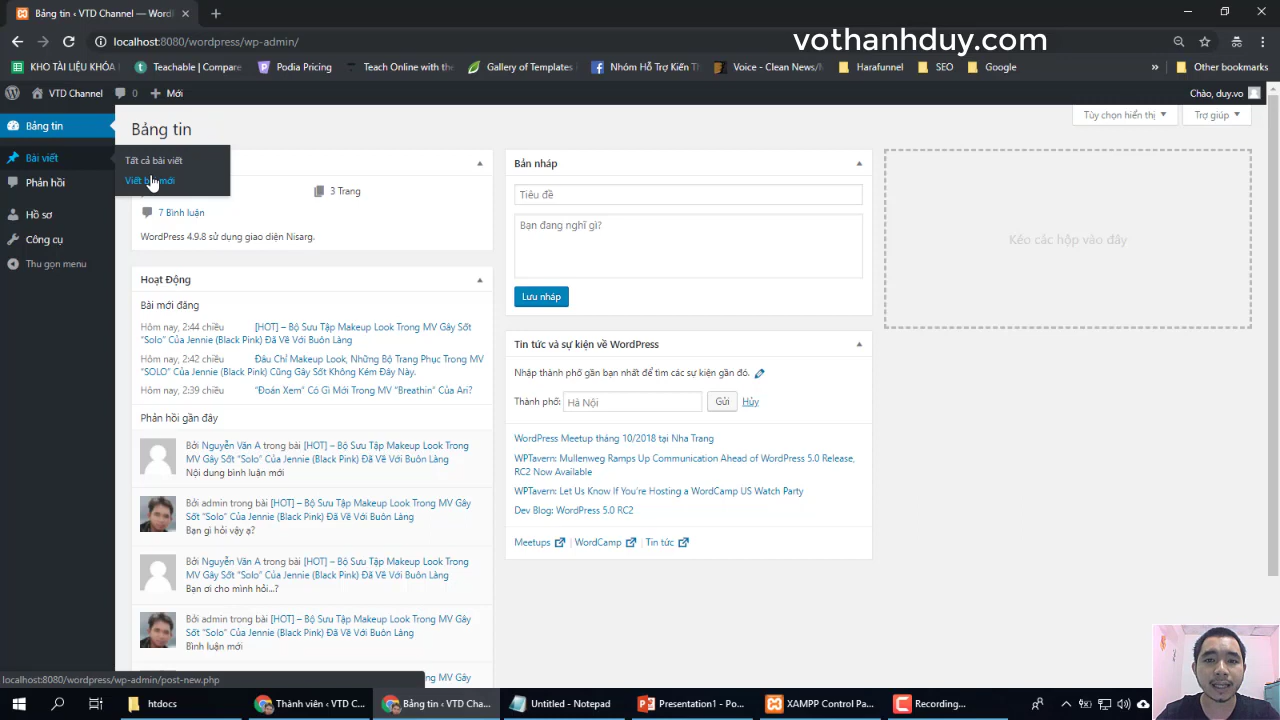 Bảng tin ‹ VTD Channel — WordP
localhost:8080/wordpress/wp-admin/
vothanhduy.com
KHO TÀI LIỆU KHÓA
Teachable | Compar
Podia Pricing
Teach Online with the
Gallery of Templates
Nhóm Hỗ Trợ Kiến Th
Voice - Clean News/M
Harafunnel
SEO
Google
»
Other bookmarks
VTD Channel
0
Mới
Chào, duy.vo
Bảng tin
Bài viết
Phản hồi
Hồ sơ
Công cụ
Thu gọn menu
Tất cả bài viết
Viết b mới
Bảng tin
Tùy chọn hiển thị
Trợ giúp
3 Trang
7 Bình luận
WordPress 4.9.8 sử dụng giao diện Nisarg.
Hoạt Động
Bài mới đăng
Hôm nay, 2:44 chiều [HOT] – Bộ Sưu Tập Makeup Look Trong MV Gây Sốt
“Solo” Của Jennie (Black Pink) Đã Về Với Buôn Làng
Hôm nay, 2:42 chiều Đâu Chỉ Makeup Look, Những Bộ Trang Phục Trong MV
“SOLO” Của Jennie (Black Pink) Cũng Gây Sốt Không Kém Đây Này.
Hôm nay, 2:39 chiều “Đoán Xem” Có Gì Mới Trong MV “Breathin” Của Ari?
Phản hồi gần đây
Bởi Nguyễn Văn A trong bài [HOT] – Bộ Sưu Tập Makeup Look Trong
MV Gây Sốt “Solo” Của Jennie (Black Pink) Đã Về Với Buôn Làng
Nội dung bình luận mới
Bởi admin trong bài [HOT] – Bộ Sưu Tập Makeup Look Trong MV Gây
Sốt “Solo” Của Jennie (Black Pink) Đã Về Với Buôn Làng
Bạn gì hỏi vậy ạ?
Bởi Nguyễn Văn A trong bài [HOT] – Bộ Sưu Tập Makeup Look Trong
MV Gây Sốt “Solo” Của Jennie (Black Pink) Đã Về Với Buôn Làng
Bạn ơi cho mình hỏi...?
Bởi admin trong bài [HOT] – Bộ Sưu Tập Makeup Look Trong MV Gây
Sốt “Solo” Của Jennie (Black Pink) Đã Về Với Buôn Làng
Bình luận mới
Look Trong MV Gây
Bản nháp
Tiêu đề
Bạn đang nghĩ gì?
Lưu nháp
Tin tức và sự kiện về WordPress
Nhập thành phố gần bạn nhất để tìm các sự kiện gần đó.
Thành phố: Hà Nội Gửi Hủy
WordPress Meetup tháng 10/2018 tại Nha Trang
WPTavern: Mullenweg Ramps Up Communication Ahead of WordPress 5.0 Release,
RC2 Now Available
WPTavern: Let Us Know If You’re Hosting a WordCamp US Watch Party
Dev Blog: WordPress 5.0 RC2
Meetups | WordCamp | Tin tức
Kéo các hộp vào đây
localhost:8080/wordpress/wp-admin/post-new.php
htdocs
Thành viên ‹ VTD C...
Bảng tin ‹ VTD Cha...
Untitled - Notepad
Presentation1 - Po...
XAMPP Control Pa...
Recording...